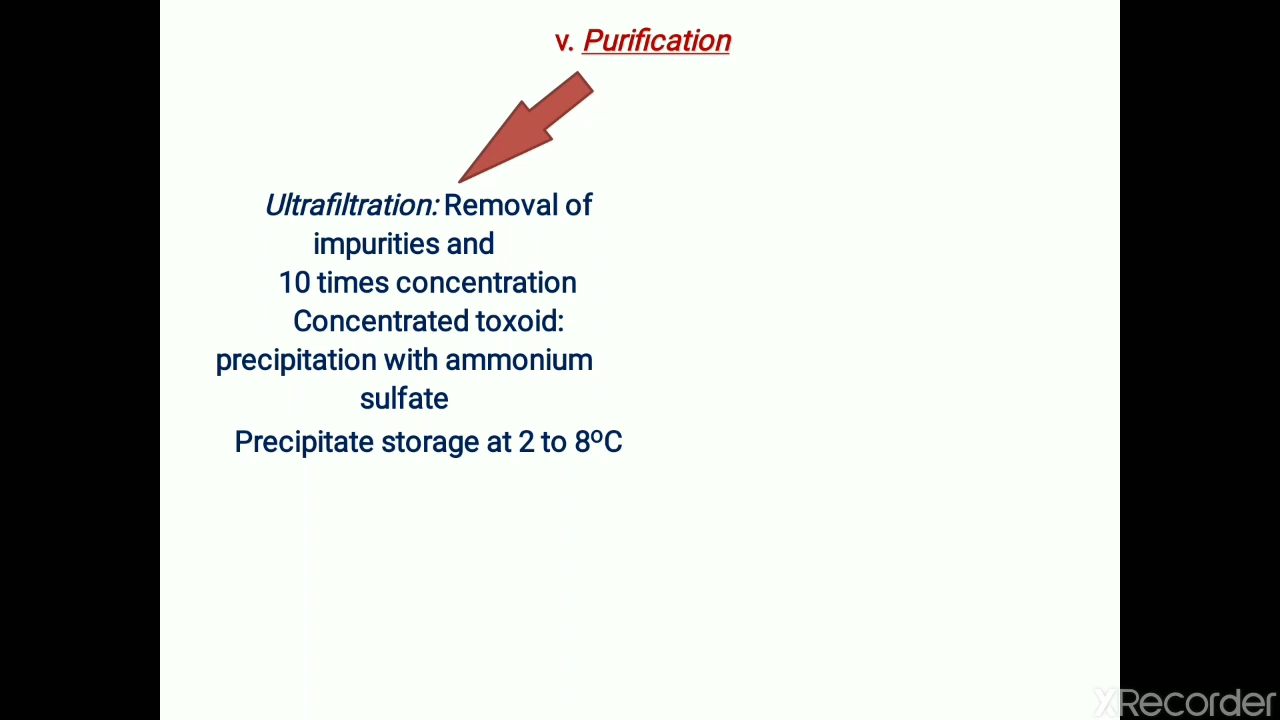 v. Purification
Ultrafiltration: Removal of
impurities and
10 times concentration
Concentrated toxoid:
precipitation with ammonium
sulfate
Precipitate storage at 2 to 8ºC
XRecorder